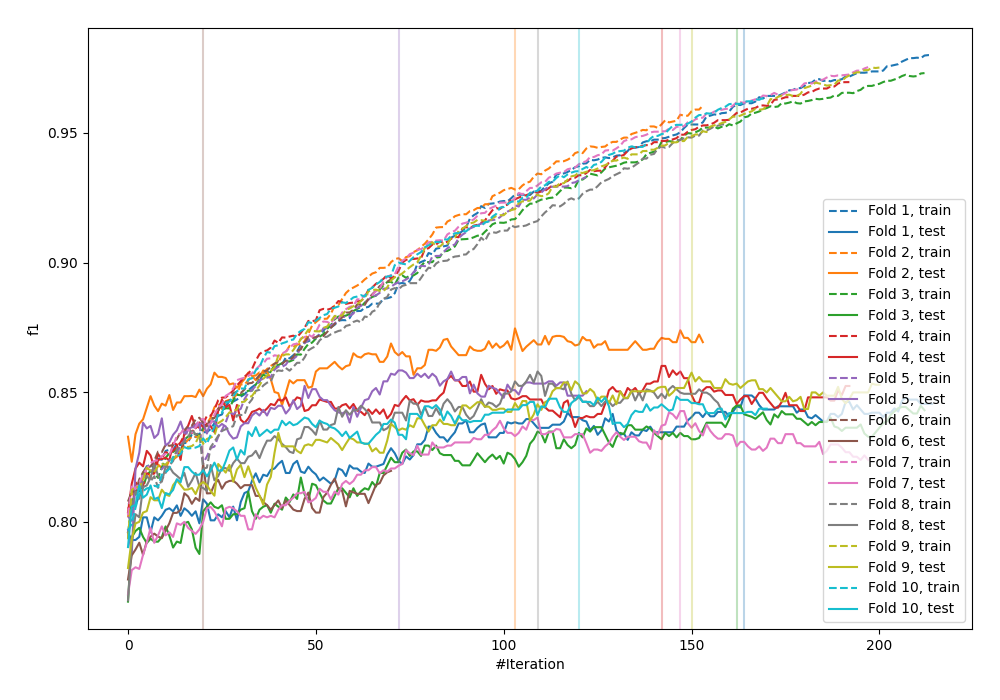 0.95
0.90
0.85
0.80
f1
0
50
100
150
200
#Iteration
Fold 1, train
Fold 1, test
Fold 2, train
Fold 2, test
Fold 3, train
Fold 3, test
Fold 4, train
Fold 4, test
Fold 5, train
Fold 5, test
Fold 6, train
Fold 6, test
Fold 7, train
Fold 7, test
Fold 8, train
Fold 8, test
Fold 9, train
Fold 9, test
Fold 10, train
Fold 10, test